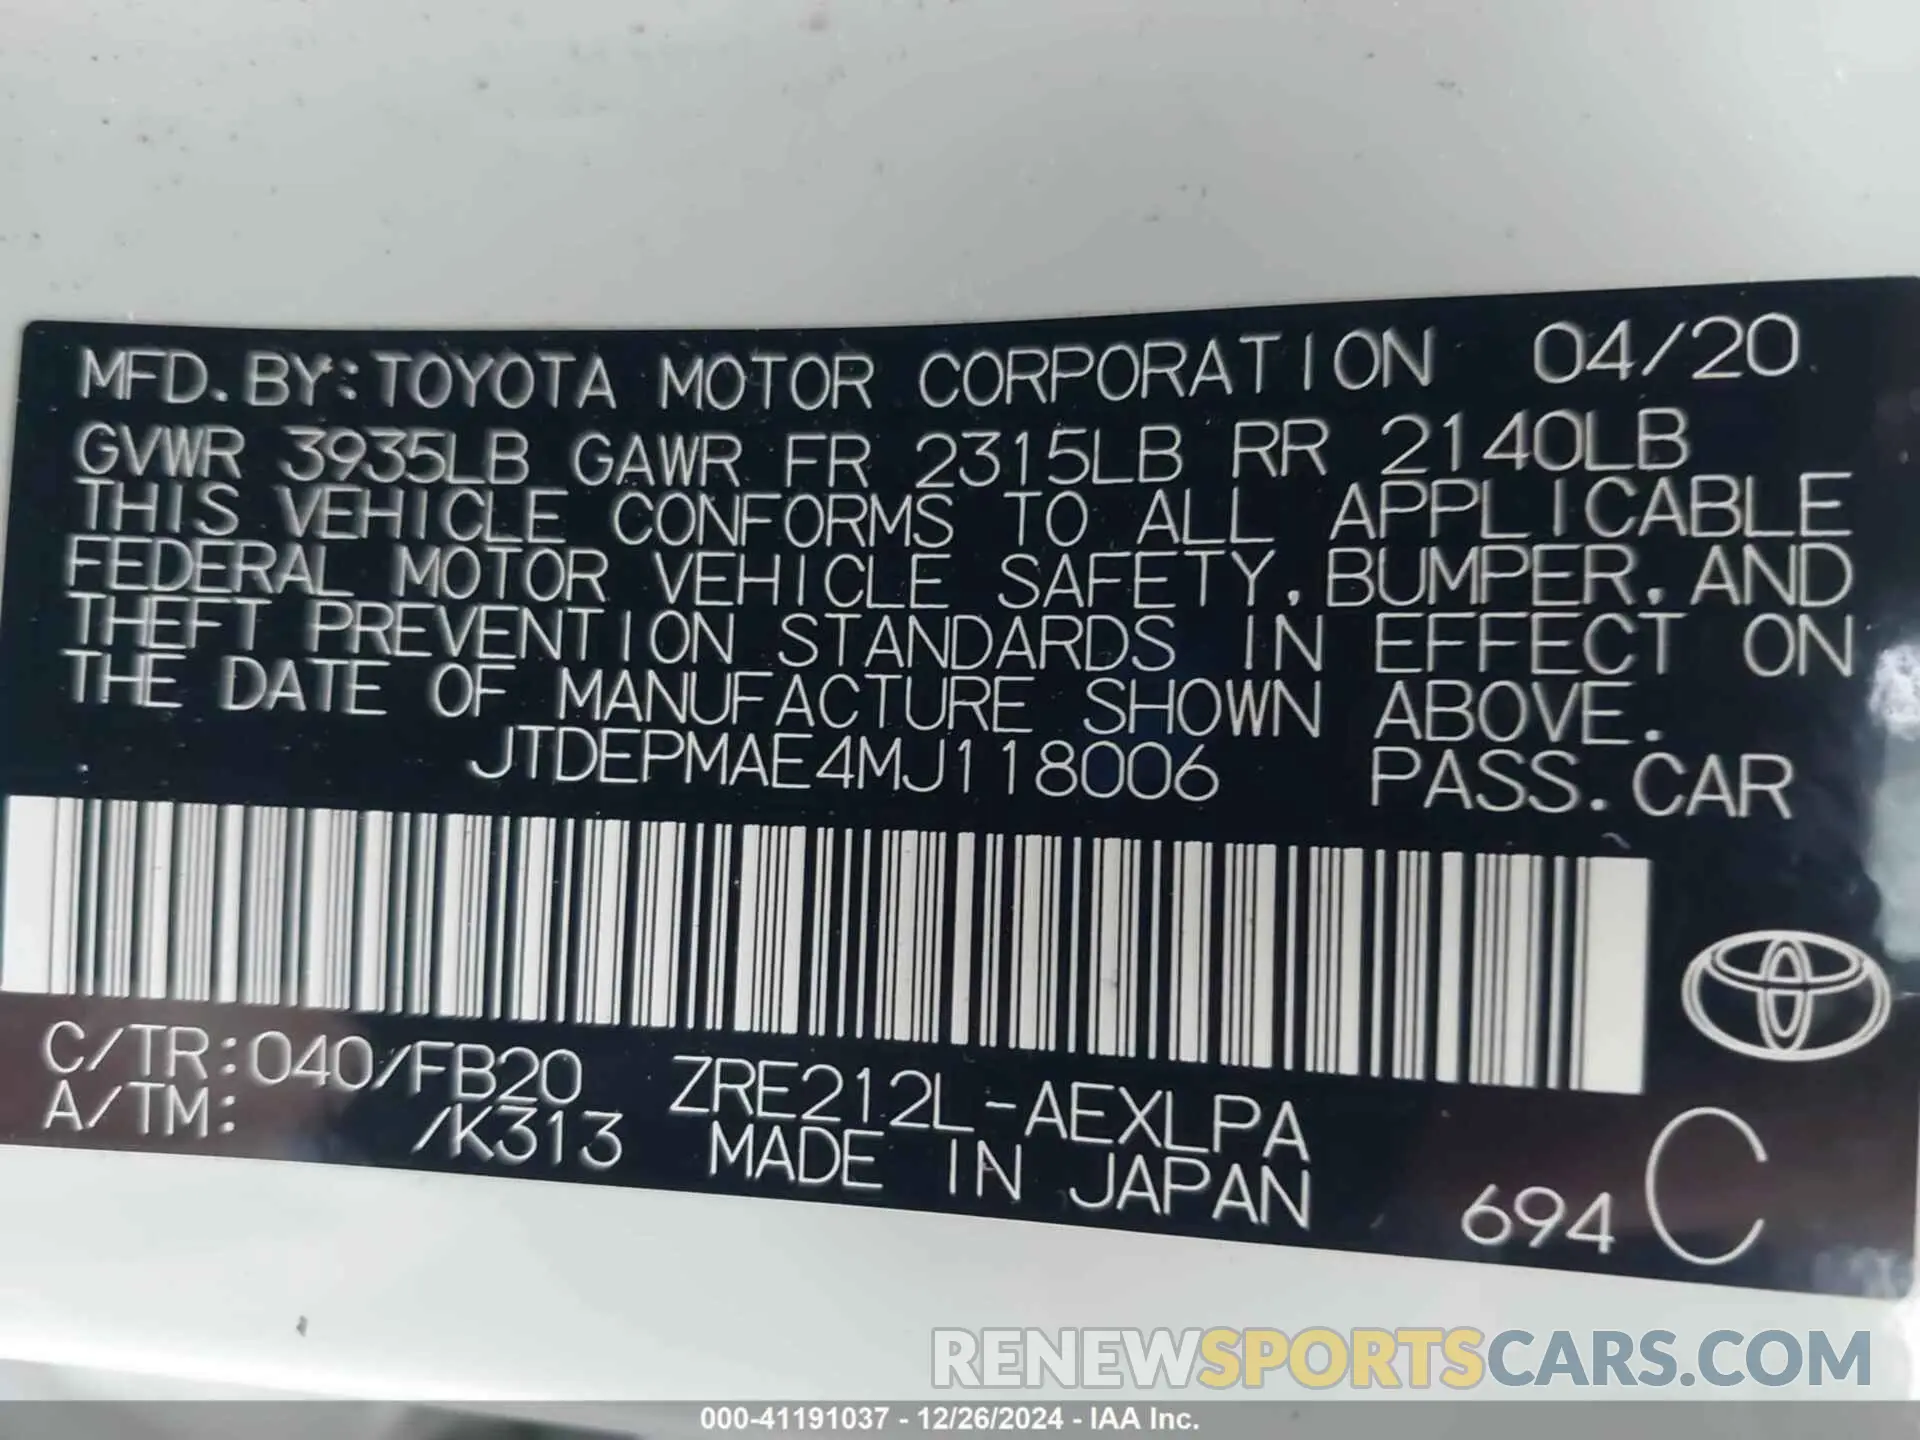 MFD. BY: TOYOTA MOTOR CORPORATION 04/20
GVWR 3935LB GAWR FR 2315LB RR 2140LB
THIS VEHICLE CONFORMS TO ALL APPLICABLE
FEDERAL MOTOR VEHICLE SAFETY, BUMPER, AND
THEFT PREVENTION STANDARDS IN EFFECT ON
THE DATE OF MANUFACTURE SHOWN ABOVE.
JTDEPMAE4MJ118006 PASS. CAR
C/TR: 040/FB20 ZRE212L-AEXLPA
A/TM: /K313 MADE IN JAPAN 694 C
RENEWSPORTSCARS.COM
000-41191037 - 12/26/2024 - IAA Inc.